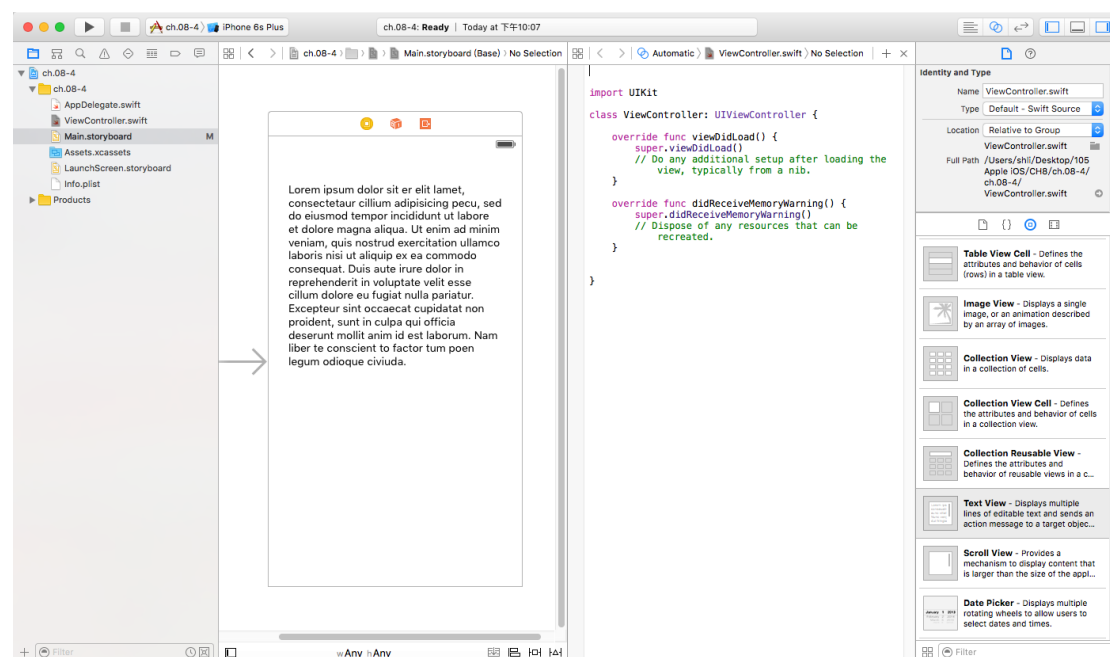 ch.08-4 〉 iPhone 6s Plus
ch.08-4: Ready | Today at 下午10:07
ch.08-4
ch.08-4
AppDelegate.swift
ViewController.swift
Main.storyboard M
Assets.xcassets
LaunchScreen.storyboard
Info.plist
Products
Filter
ch.08-4 〉 〉 〉 Main.storyboard (Base) 〉 No Selection
Lorem ipsum dolor sit er elit lamet,
consectetaur cillium adipisicing pecu, sed
do eiusmod tempor incididunt ut labore
et dolore magna aliqua. Ut enim ad minim
veniam, quis nostrud exercitation ullamco
laboris nisi ut aliquip ex ea commodo
consequat. Duis aute irure dolor in
reprehenderit in voluptate velit esse
cillum dolore eu fugiat nulla pariatur.
Excepteur sint occaecat cupidatat non
proident, sunt in culpa qui officia
deserunt mollit anim id est laborum. Nam
liber te conscient to factor tum poen
legum odioque civiuda.
wAny hAny
Automatic 〉 ViewController.swift 〉 No Selection
import UIKit
class ViewController: UIViewController {
override func viewDidLoad() {
super.viewDidLoad()
// Do any additional setup after loading the
view, typically from a nib.
}
override func didReceiveMemoryWarning() {
super.didReceiveMemoryWarning()
// Dispose of any resources that can be
recreated.
}
}
Identity and Type
Name ViewController.swift
Type Default - Swift Source
Location Relative to Group
ViewController.swift
Full Path /Users/shli/Desktop/105
Apple iOS/CH8/ch.08-4/
ch.08-4/
ViewController.swift
{ }
Table View Cell - Defines the
attributes and behavior of cells
(rows) in a table view.
Image View - Displays a single
image, or an animation described
by an array of images.
Collection View - Displays data
in a collection of cells.
Collection View Cell - Defines
the attributes and behavior of cells
in a collection view.
Collection Reusable View -
Defines the attributes and
behavior of reusable views in a c...
Text View - Displays multiple
lines of editable text and sends an
action message to a target objec...
Scroll View - Provides a
mechanism to display content that
is larger than the size of the appl...
Date Picker - Displays multiple
rotating wheels to allow users to
select dates and times.
Filter